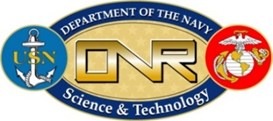 DEPARTMENT OF THE NAVY
USN
ONR
Science & Technology